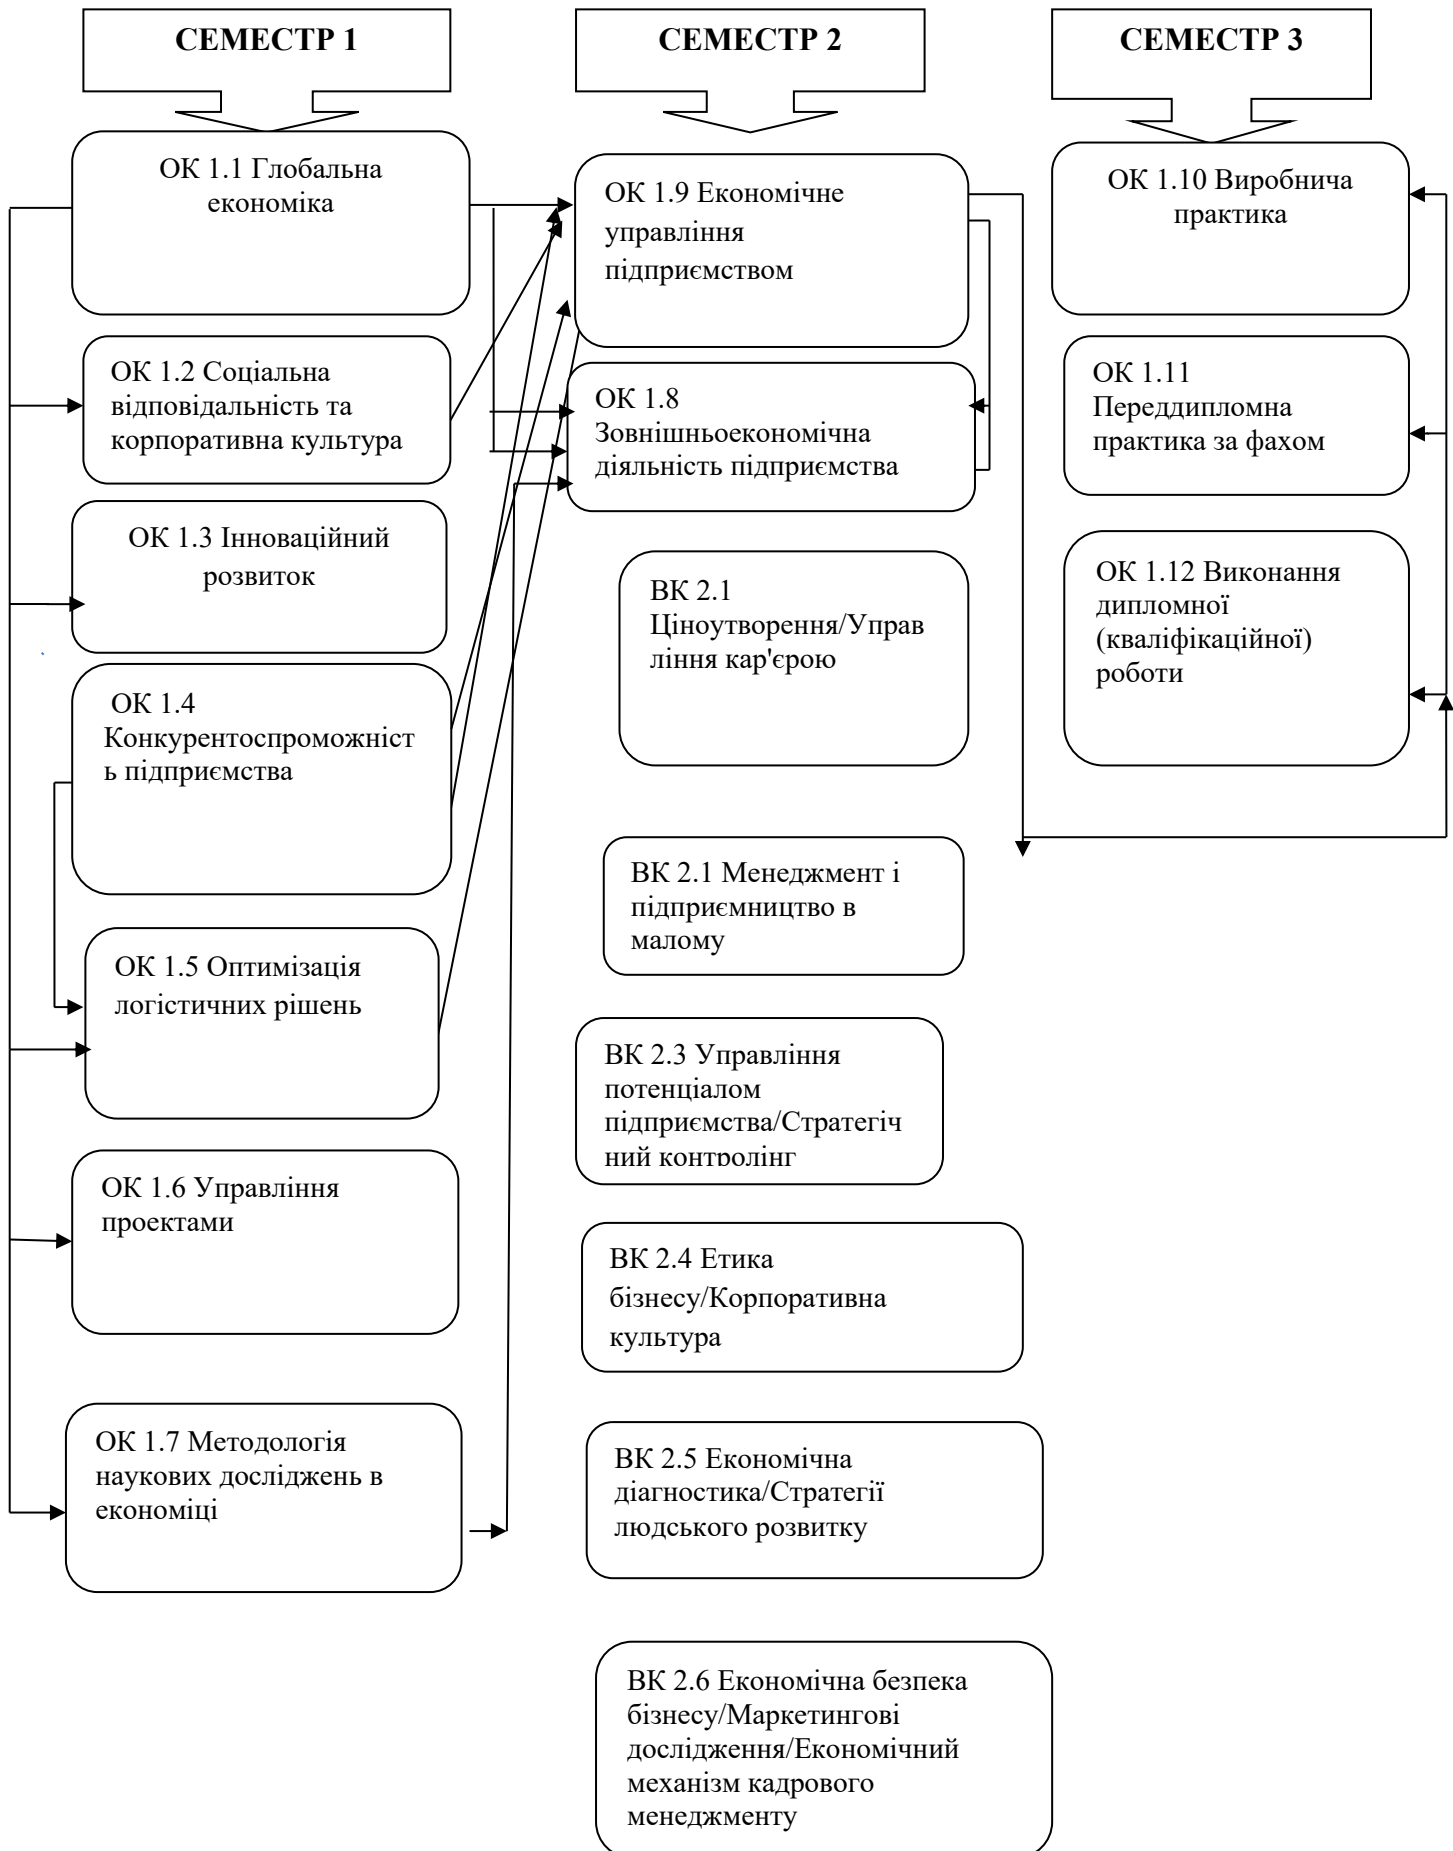 СЕМЕСТР 1
СЕМЕСТР 2
СЕМЕСТР 3
ОК 1.1 Глобальна
економіка
ОК 1.2 Соціальна
відповідальність та
корпоративна культура
ОК 1.3 Інноваційний
розвиток
ОК 1.4
Конкурентоспроможніст
ь підприємства
ОК 1.5 Оптимізація
логістичних рішень
ОК 1.6 Управління
проектами
ОК 1.7 Методологія
наукових досліджень в
економіці
ОК 1.9 Економічне
управління
підприємством
ОК 1.8
Зовнішньоекономічна
діяльність підприємства
ВК 2.1
Ціноутворення/Управ
ління кар'єрою
ВК 2.1 Менеджмент і
підприємництво в
малому
ВК 2.3 Управління
потенціалом
підприємства/Стратегіч
ний контролінг
ВК 2.4 Етика
бізнесу/Корпоративна
культура
ВК 2.5 Економічна
діагностика/Стратегії
людського розвитку
ВК 2.6 Економічна безпека
бізнесу/Маркетингові
дослідження/Економічний
механізм кадрового
менеджменту
ОК 1.10 Виробнича
практика
ОК 1.11
Переддипломна
практика за фахом
ОК 1.12 Виконання
дипломної
(кваліфікаційної)
роботи